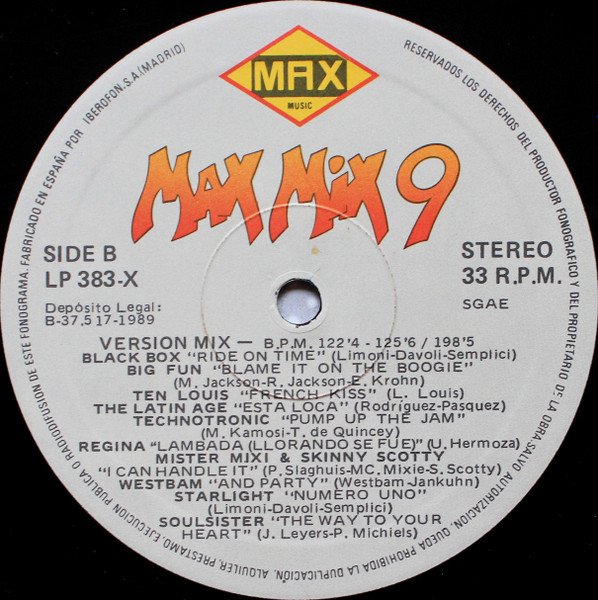 MAX
MUSIC
MAX MiX 9
SIDE B
LP 383-X
Depósito Legal:
B-37,517-1989
STEREO
33 R.P.M.
SGAE
VERSION MIX — B.P.M. 122'4 - 125'6 / 198'5
BLACK BOX "RIDE ON TIME" (Limoni-Davoli-Semplici)
BIG FUN "BLAME IT ON THE BOOGIE"
(M. Jackson-R. Jackson-E. Krohn)
TEN LOUIS "FRENCH KISS" (L. Louis)
THE LATIN AGE "ESTA LOCA" (Rodríguez-Pasquez)
TECHNOTRONIC "PUMP UP THE JAM"
(M. Kamosi-T. de Quincey)
REGINA "LAMBADA (LLORANDO SE FUE)" (U. Hermoza)
MISTER MIXI & SKINNY SCOTTY
"I CAN HANDLE IT" (P. Slaghuis-MC. Mixie-S. Scotty)
WESTBAM "AND PARTY" (Westbam-Jankuhn)
STARLIGHT "NUMERO UNO"
(Limoni-Davoli-Semplici)
SOULSISTER "THE WAY TO YOUR
HEART" (J. Leyers-P. Michiels)
RESERVADOS LOS DERECHOS DEL PRODUCTOR FONOGRAFICO Y DEL PROPIETARIO DE LA OBRA. SALVO AUTORIZACION, QUEDA PROHIBIDA LA DUPLICACION, ALQUILER, PRESTAMO, EJECUCION PUBLICA O RADIODIFUSION DE ESTE FONOGRAMA. FABRICADO EN ESPAÑA POR IBEROFON, S.A. (MADRID)